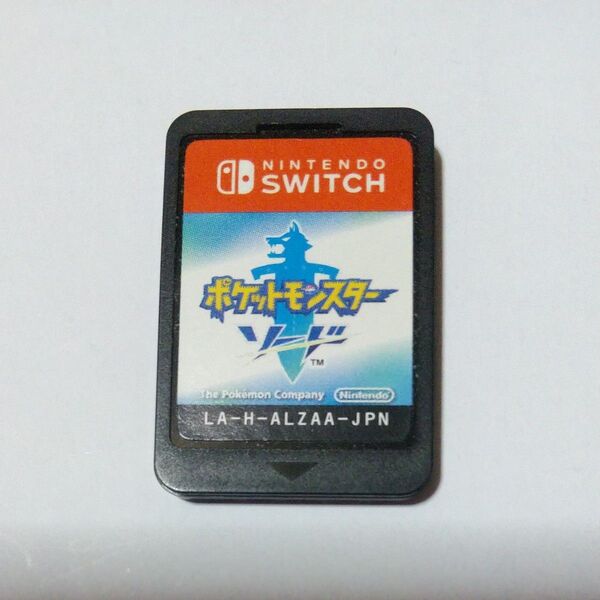 NINTENDO
SWITCH
ポケットモンスター
ソード
TM
The Pokémon Company
Nintendo
LA-H-ALZAA-JPN